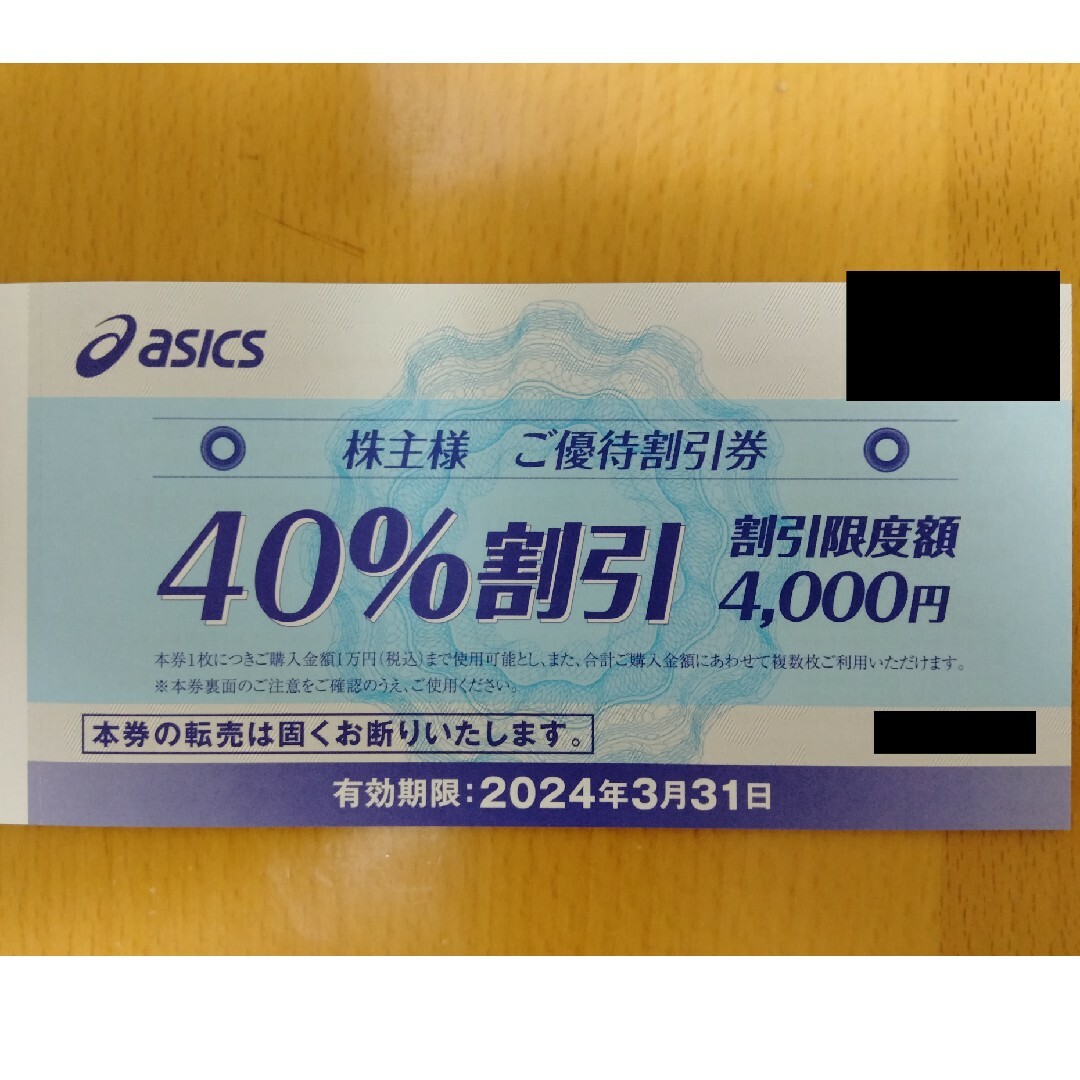 asics
株主様 ご優待割引券
40%割引
割引限度額
4,000円
本券1枚につきご購入金額1万円(税込)まで使用可能とし、また、合計ご購入金額にあわせて複数枚ご利用いただけます。
※本券裏面のご注意をご確認のうえ、ご使用ください。
本券の転売は固くお断りいたします。
有効期限：2024年3月31日